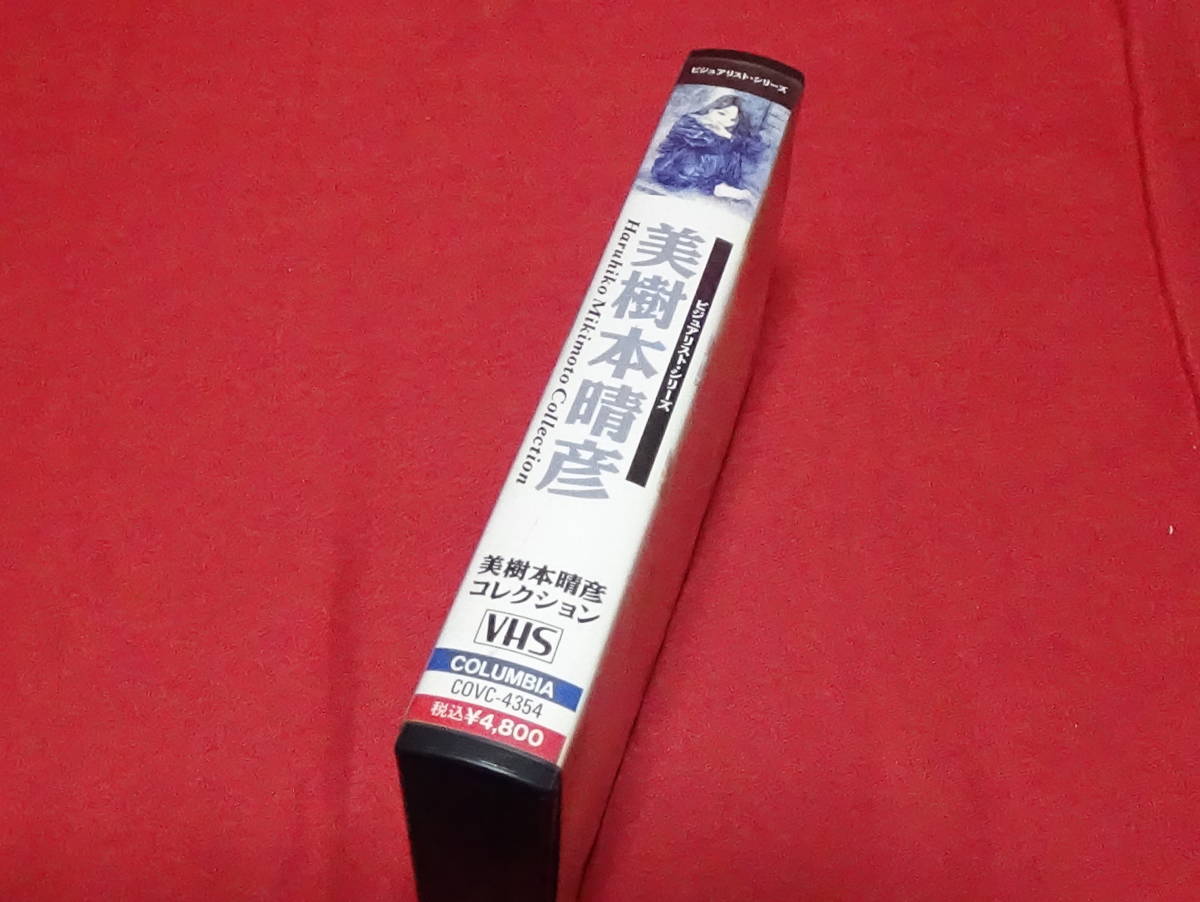 ビジュアリスト・シリーズ
ビジュアリスト・シリーズ
美樹本晴彦
Haruhiko Mikimoto Collection
美樹本晴彦
コレクション
VHS
COLUMBIA
COVC-4354
税込¥4,800